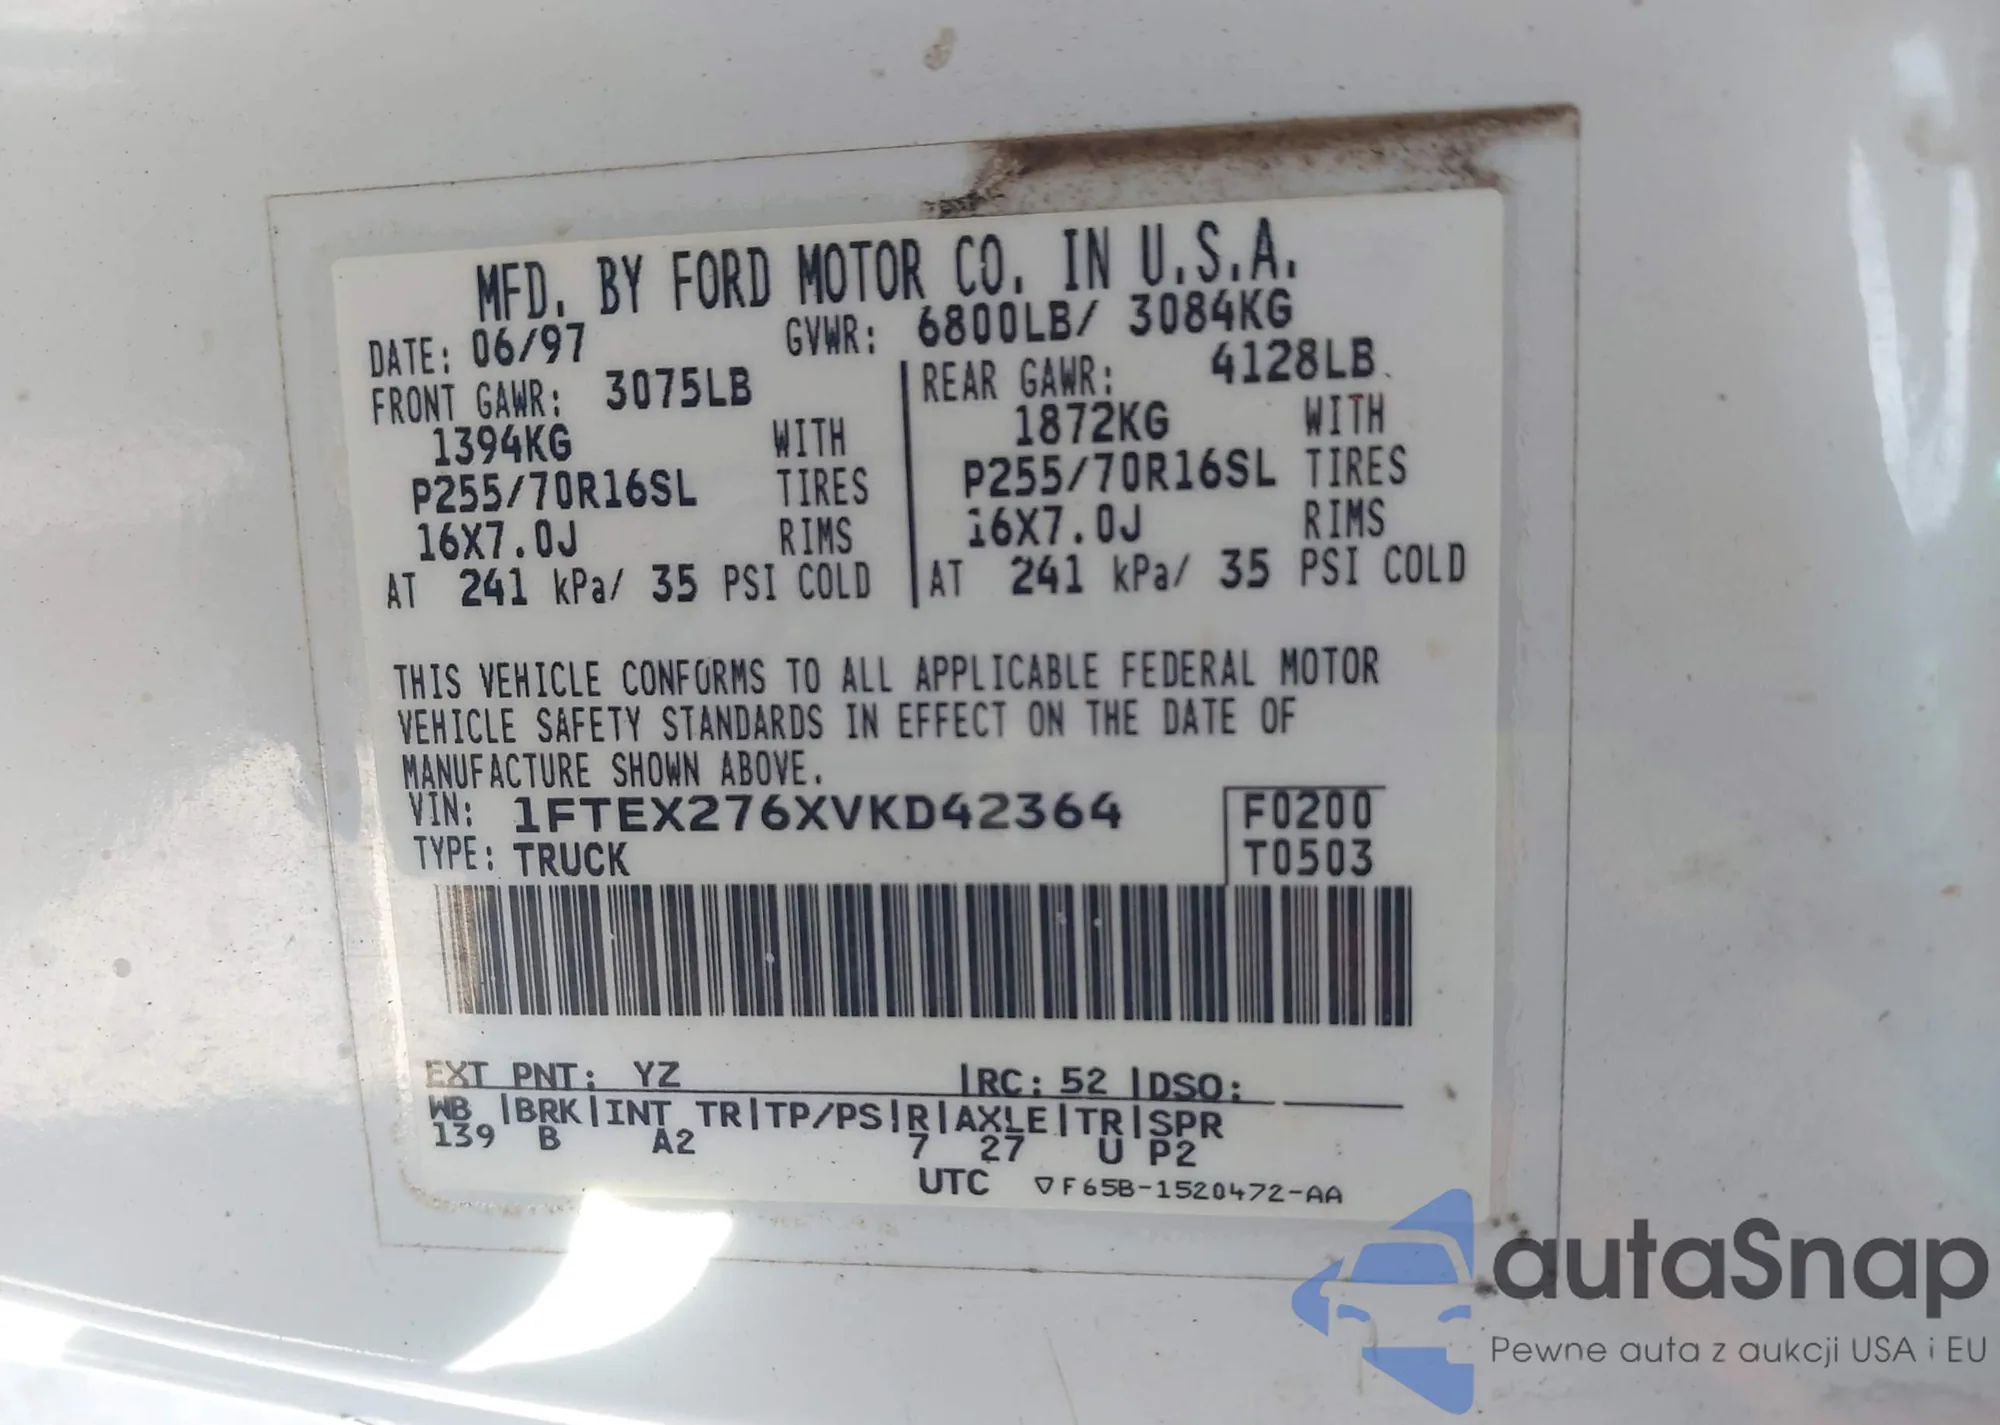 MFD. BY FORD MOTOR CO. IN U.S.A.
DATE: 06/97 GVWR: 6800LB/ 3084KG
FRONT GAWR: 3075LB REAR GAWR: 4128LB
1394KG WITH 1872KG WITH
P255/70R16SL TIRES P255/70R16SL TIRES
16X7.0J RIMS 16X7.0J RIMS
AT 241 kPa/ 35 PSI COLD AT 241 kPa/ 35 PSI COLD
THIS VEHICLE CONFORMS TO ALL APPLICABLE FEDERAL MOTOR
VEHICLE SAFETY STANDARDS IN EFFECT ON THE DATE OF
MANUFACTURE SHOWN ABOVE.
VIN: 1FTEX276XVKD42364 F0200
TYPE: TRUCK T0503
EXT PNT: YZ |RC: 52 |DSO:
WB |BRK|INT TR|TP/PS|R|AXLE|TR|SPR
139 B A2 7 27 U P2
UTC ▽F65B-1520472-AA
autaSnap
Pewne auta z aukcji USA i EU